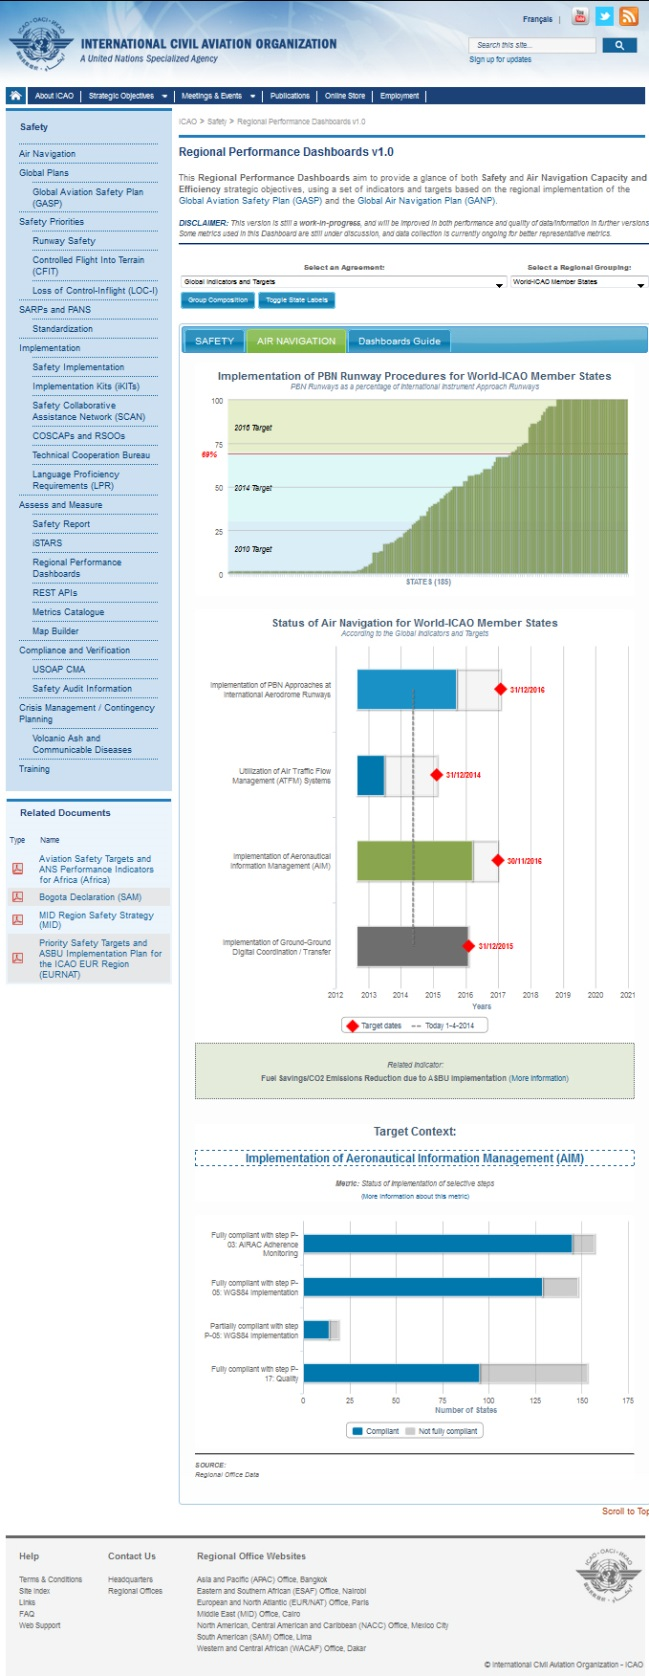 Français |
You Tube
INTERNATIONAL CIVIL AVIATION ORGANIZATION
A United Nations Specialized Agency
Search this site...
Sign up for updates
About ICAO | Strategic Objectives | Meetings & Events | Publications | Online Store | Employment |
ICAO > Safety > Regional Performance Dashboards v1.0
Safety
Air Navigation
Global Plans
Global Aviation Safety Plan
(GASP)
Safety Priorities
Runway Safety
Controlled Flight Into Terrain
(CFIT)
Loss of Control-Inflight (LOC-I)
SARPs and PANS
Standardization
Implementation
Safety Implementation
Implementation Kits (iKITs)
Safety Collaborative
Assistance Network (SCAN)
COSCAPs and RSOOs
Technical Cooperation Bureau
Language Proficiency
Requirements (LPR)
Assess and Measure
Safety Report
iSTARS
Regional Performance
Dashboards
REST APIs
Metrics Catalogue
Map Builder
Compliance and Verification
USOAP CMA
Safety Audit Information
Crisis Management / Contingency
Planning
Volcanic Ash and
Communicable Diseases
Training
Related Documents
Type Name
Aviation Safety Targets and
ANS Performance Indicators
for Africa (Africa)
Bogota Declaration (SAM)
MID Region Safety Strategy
(MID)
Priority Safety Targets and
ASBU Implementation Plan for
the ICAO EUR Region
(EURNAT)
Regional Performance Dashboards v1.0
This Regional Performance Dashboards aim to provide a glance of both Safety and Air Navigation Capacity and
Efficiency strategic objectives, using a set of indicators and targets based on the regional implementation of the
Global Aviation Safety Plan (GASP) and the Global Air Navigation Plan (GANP).
DISCLAIMER: This version is still a work-in-progress, and will be improved in both performance and quality of data/information in further versions
Some metrics used in this Dashboard are still under discussion, and data collection is currently ongoing for better representative metrics.
Select an Agreement: Select a Regional Grouping:
Global Indicators and Targets World-ICAO Member States
Group Composition Toggle State Labels
SAFETY AIR NAVIGATION Dashboards Guide
Implementation of PBN Runway Procedures for World-ICAO Member States
PBN Runways as a percentage of International Instrument Approach Runways
100
2016 Target
75
69%
50
2014 Target
25
2010 Target
0
STATES (185)
Status of Air Navigation for World-ICAO Member States
According to the Global Indicators and Targets
Implementation of PBN Approaches at
International Aerodrome Runways
31/12/2016
Utilization of Air Traffic Flow
Management (ATFM) Systems
31/12/2014
Implementation of Aeronautical
Information Management (AIM)
30/11/2016
Implementation of Ground-Ground
Digital Coordination / Transfer
31/12/2015
2012 2013 2014 2015 2016 2017 2018 2019 2020 2021
Years
Target dates -- Today 1-4-2014
Related Indicator:
Fuel Savings/CO2 Emissions Reduction due to ASBU Implementation (More Information)
Target Context:
Implementation of Aeronautical Information Management (AIM)
Metric: Status of Implementation of selective steps
(More Information about this metric)
Fully compliant with step P-
03: AIRAC Adherence
Monitoring
Fully compliant with step P-
05: WGS84 Implementation
Partially compliant with step
P-05: WGS84 Implementation
Fully compliant with step P-
17: Quality
0 25 50 75 100 125 150 175
Number of States
Compliant Not fully compliant
SOURCE:
Regional Office Data
Scroll to Top
Help
Terms & Conditions
Site Index
Links
FAQ
Web Support
Contact Us
Headquarters
Regional Offices
Regional Office Websites
Asia and Pacific (APAC) Office, Bangkok
Eastern and Southern African (ESAF) Office, Nairobi
European and North Atlantic (EUR/NAT) Office, Paris
Middle East (MID) Office, Cairo
North American, Central American and Caribbean (NACC) Office, Mexico City
South American (SAM) Office, Lima
Western and Central African (WACAF) Office, Dakar
© International Civil Aviation Organization - ICAO